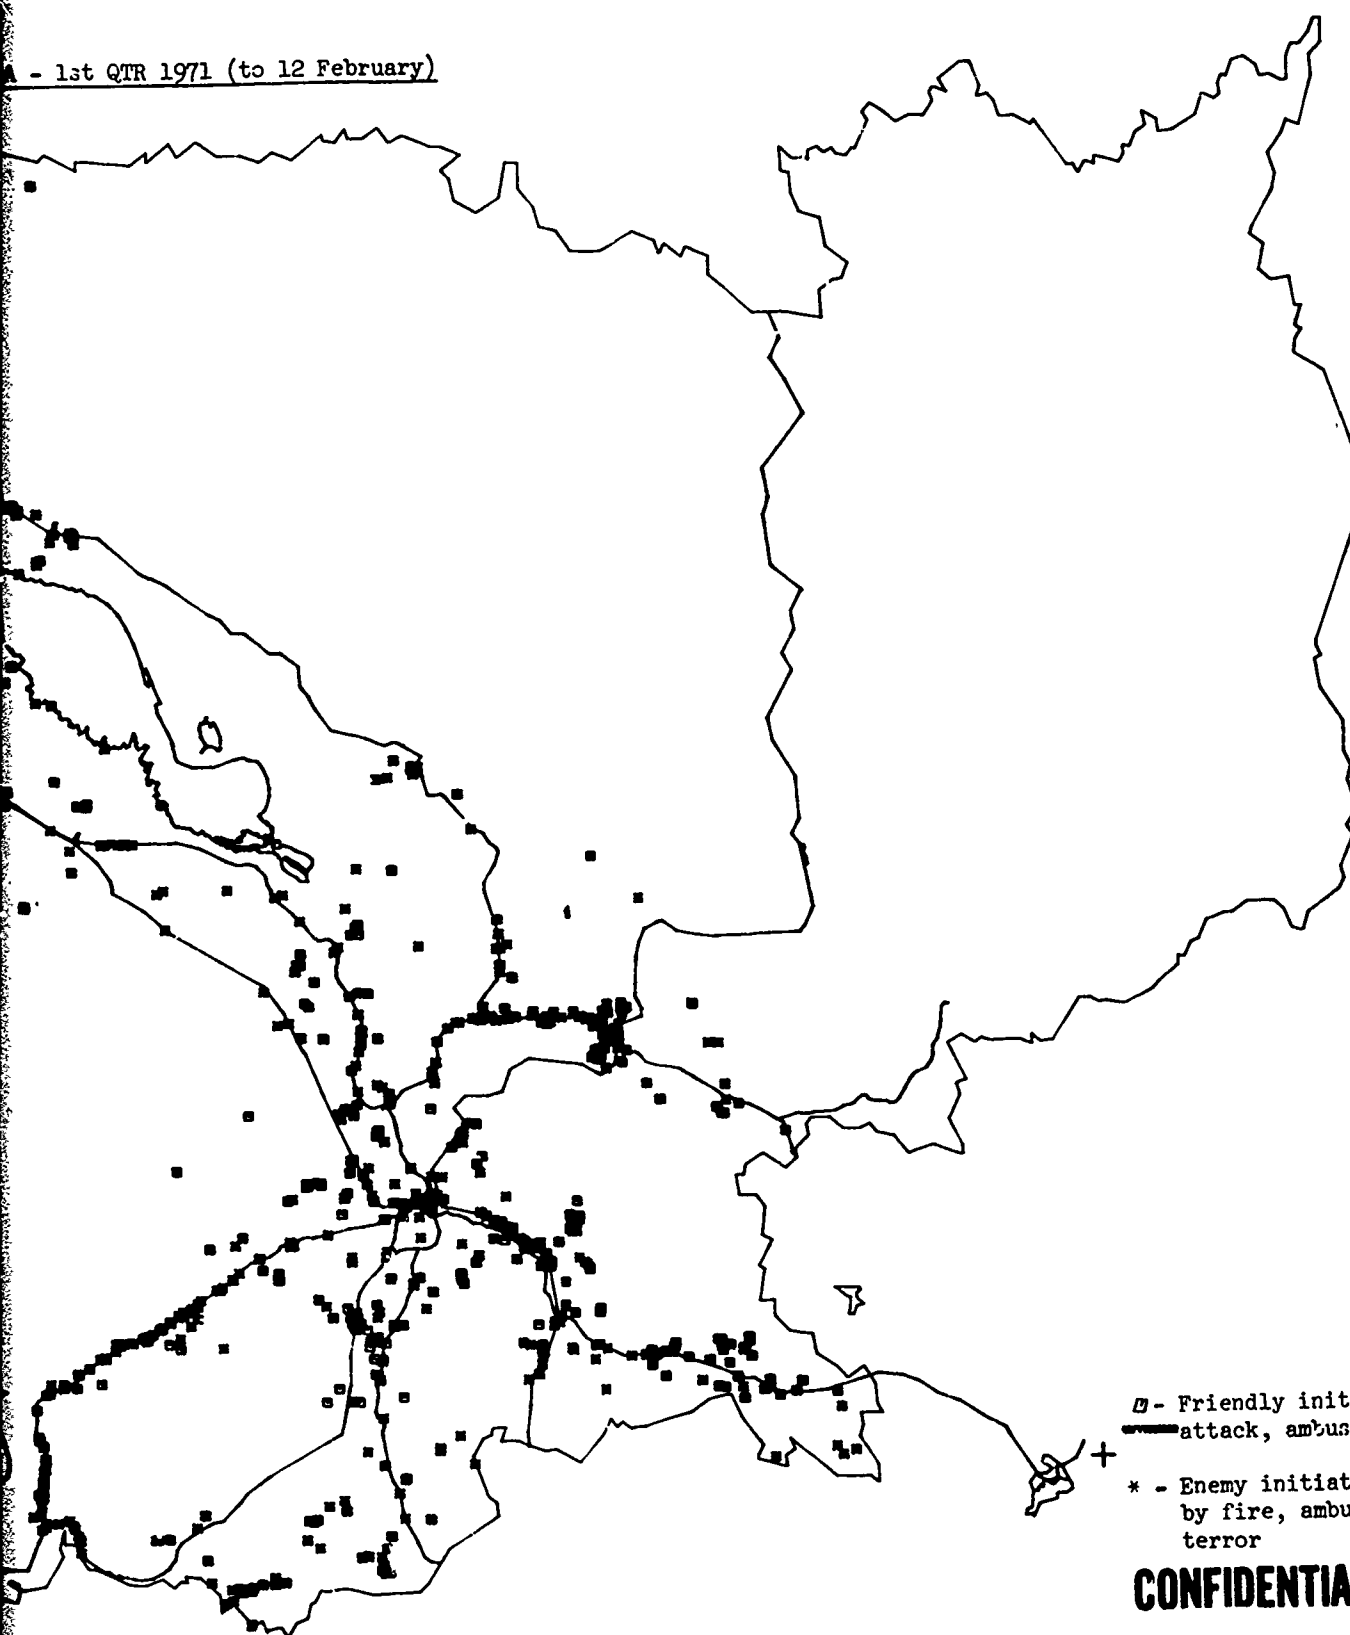 A - 1st QTR 1971 (to 12 February)
- Friendly init
attack, ambus
* - Enemy initiat
by fire, ambu
terror
CONFIDENTIA